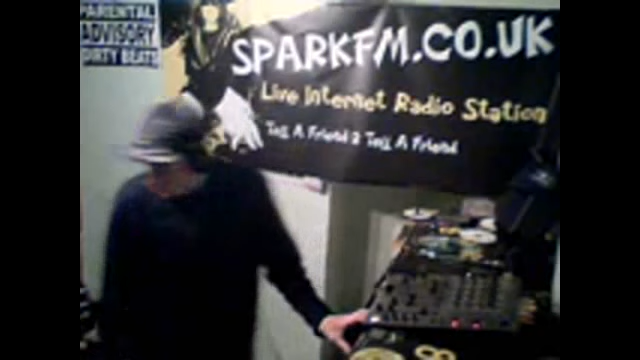 PARENTAL
ADVISORY
DIRTY BEATS
SPARKFM.CO.UK
Live Internet Radio Station
Tell A Friend 2 Tell A Friend